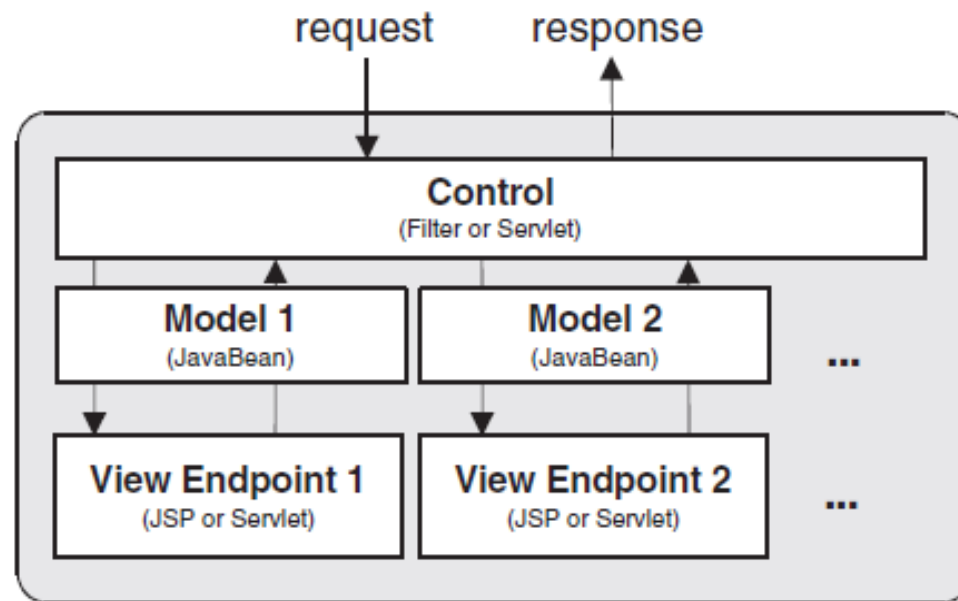 request response
Control
(Filter or Servlet)
Model 1 Model 2
(JavaBean) (JavaBean) ...
View Endpoint 1 View Endpoint 2
(JSP or Servlet) (JSP or Servlet) ...